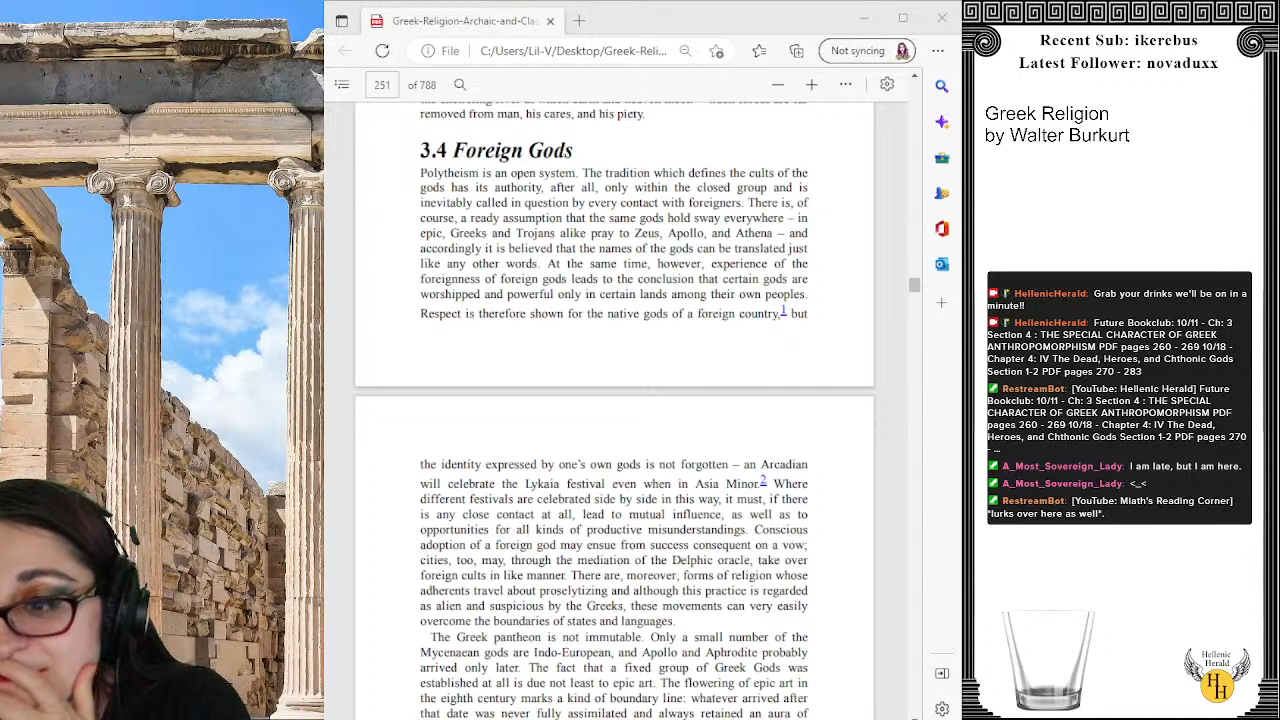 Greek-Religion-Archaic-and-Cla
File
C:/Users/Lil-V/Desktop/Greek-Reli...
Not syncing
251
of 788
removed from man, his cares, and his piety.
3.4 Foreign Gods
Polytheism is an open system. The tradition which defines the cults of the
gods has its authority, after all, only within the closed group and is
inevitably called in question by every contact with foreigners. There is, of
course, a ready assumption that the same gods hold sway everywhere – in
epic, Greeks and Trojans alike pray to Zeus, Apollo, and Athena – and
accordingly it is believed that the names of the gods can be translated just
like any other words. At the same time, however, experience of the
foreignness of foreign gods leads to the conclusion that certain gods are
worshipped and powerful only in certain lands among their own peoples.
Respect is therefore shown for the native gods of a foreign country,1 but
the identity expressed by one's own gods is not forgotten – an Arcadian
will celebrate the Lykaia festival even when in Asia Minor.2 Where
different festivals are celebrated side by side in this way, it must, if there
is any close contact at all, lead to mutual influence, as well as to
opportunities for all kinds of productive misunderstandings. Conscious
adoption of a foreign god may ensue from success consequent on a vow;
cities, too, may, through the mediation of the Delphic oracle, take over
foreign cults in like manner. There are, moreover, forms of religion whose
adherents travel about proselytizing and although this practice is regarded
as alien and suspicious by the Greeks, these movements can very easily
overcome the boundaries of states and languages.
The Greek pantheon is not immutable. Only a small number of the
Mycenaean gods are Indo-European, and Apollo and Aphrodite probably
arrived only later. The fact that a fixed group of Greek Gods was
established at all is due not least to epic art. The flowering of epic art in
the eighth century marks a kind of boundary line: whatever arrived after
that date was never fully assimilated and always retained an aura of
Recent Sub: ikerebus
Latest Follower: novaduxx
Greek Religion
by Walter Burkurt
HellenicHerald: Grab your drinks we'll be on in a
minute!!
HellenicHerald: Future Bookclub: 10/11 - Ch: 3
Section 4 : THE SPECIAL CHARACTER OF GREEK
ANTHROPOMORPHISM PDF pages 260 - 269 10/18 -
Chapter 4: IV The Dead, Heroes, and Chthonic Gods
Section 1-2 PDF pages 270 - 283
RestreamBot: [YouTube: Hellenic Herald] Future
Bookclub: 10/11 - Ch: 3 Section 4 : THE SPECIAL
CHARACTER OF GREEK ANTHROPOMORPHISM PDF
pages 260 - 269 10/18 - Chapter 4: IV The Dead,
Heroes, and Chthonic Gods Section 1-2 PDF pages 270
- ...
A_Most_Sovereign_Lady: I am late, but I am here.
A_Most_Sovereign_Lady: <_<
RestreamBot: [YouTube: Miath's Reading Corner]
*lurks over here as well*.
Hellenic
Herald
HH